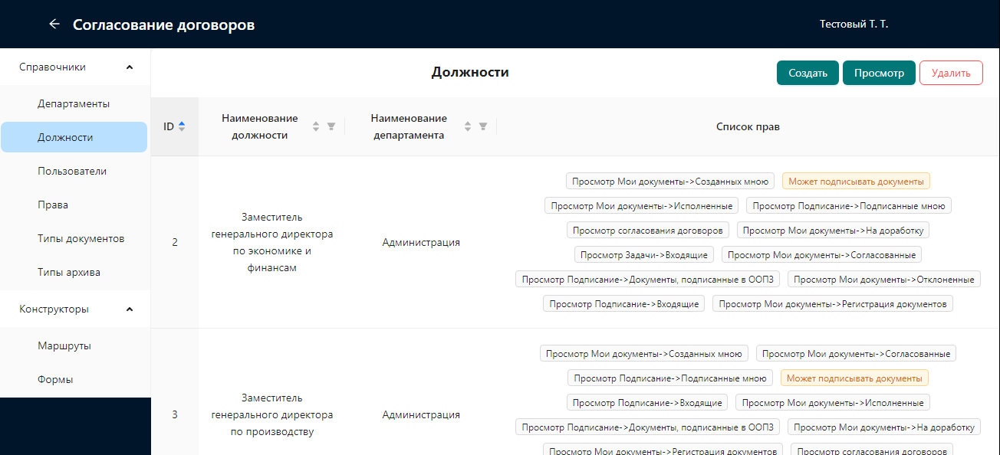 Согласование договоров
Тестовый Т. Т.
Справочники
Департаменты
Должности
Пользователи
Права
Типы документов
Типы архива
Конструкторы
Маршруты
Формы
Должности
Создать
Просмотр
Удалить
ID
Наименование
должности
Наименование
департамента
Список прав
2
Заместитель
генерального директора
по экономике и
финансам
Администрация
Просмотр Мои документы->Созданных мною
Может подписывать документы
Просмотр Мои документы->Исполненные
Просмотр Подписание->Подписанные мною
Просмотр согласования договоров
Просмотр Мои документы->На доработку
Просмотр Задачи->Входящие
Просмотр Мои документы->Согласованные
Просмотр Подписание->Документы, подписанные в ООПЗ
Просмотр Мои документы->Отклоненные
Просмотр Подписание->Входящие
Просмотр Мои документы->Регистрация документов
3
Заместитель
генерального директора
по производству
Администрация
Просмотр Мои документы->Созданных мною
Просмотр Мои документы->Согласованные
Просмотр Подписание->Подписанные мною
Может подписывать документы
Просмотр Подписание->Входящие
Просмотр Мои документы->Исполненные
Просмотр Подписание->Документы, подписанные в ООПЗ
Просмотр Мои документы->На доработку
Просмотр Мои документы->Регистрация документов
Просмотр согласования договоров